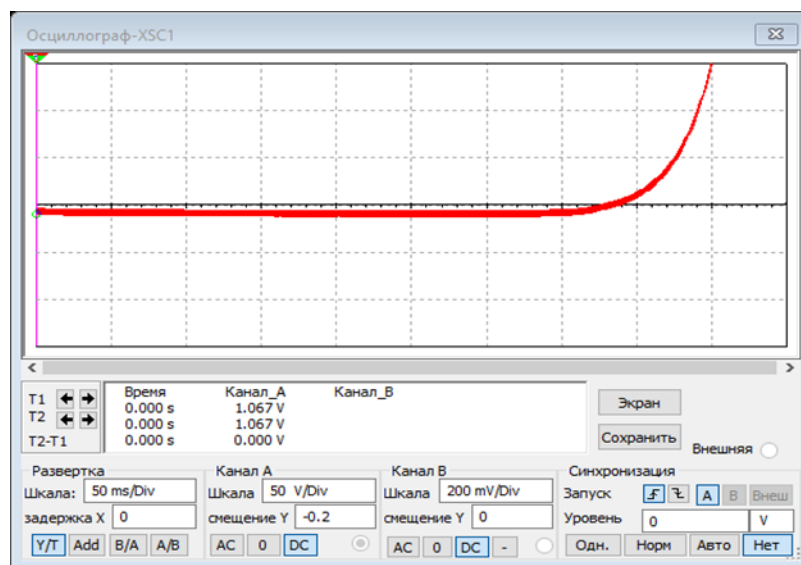 Осциллограф-XSC1
Время Канал_А Канал_В
T1 0.000 s 1.067 V
T2 0.000 s 1.067 V
T2-T1 0.000 s 0.000 V
Экран
Сохранить
Внешняя
Развертка
Шкала: 50 ms/Div
задержка X 0
Y/T Add B/A A/B
Канал А
Шкала 50 V/Div
смещение Y -0.2
AC 0 DC
Канал В
Шкала 200 mV/Div
смещение Y 0
AC 0 DC -
Синхронизация
Запуск A B Внеш
Уровень 0 V
Одн. Норм Авто Нет